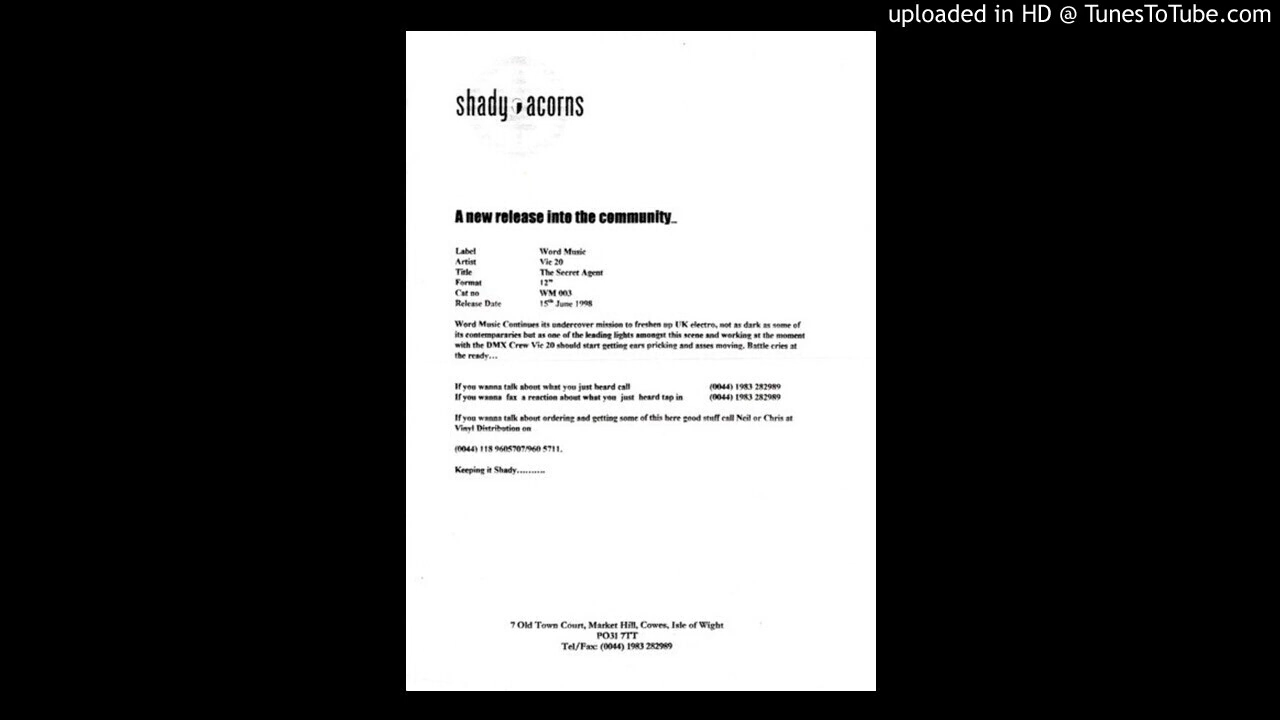 uploaded in HD @ TunesToTube.com
shady acorns
A new release into the community...
Label Word Music
Artist Vic 20
Title The Secret Agent
Format 12"
Cat no WM 003
Release Date 15th June 1998
Word Music Continues its undercover mission to freshen up UK electro, not as dark as some of
its contempararies but as one of the leading lights amongst this scene and working at the moment
with the DMX Crew Vic 20 should start getting ears pricking and asses moving. Battle cries at
the ready...
If you wanna talk about what you just heard call (0044) 1983 282989
If you wanna fax a reaction about what you just heard tap in (0044) 1983 282989
If you wanna talk about ordering and getting some of this here good stuff call Neil or Chris at
Vinyl Distribution on
(0044) 118 9605707/960 5711.
Keeping it Shady..........
7 Old Town Court, Market Hill, Cowes, Isle of Wight
PO31 7TT
Tel/Fax: (0044) 1983 282989